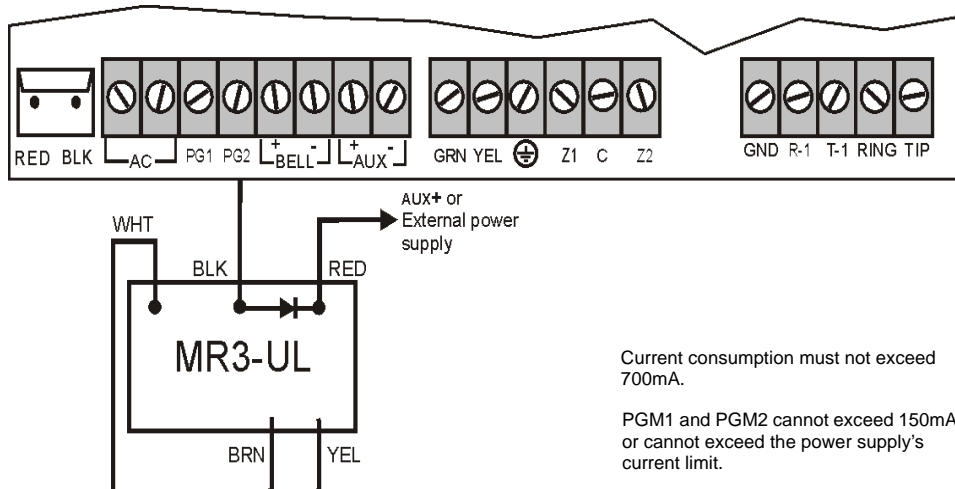 RED BLK AC PG1 PG2 + BELL - + AUX - GRN YEL Z1 C Z2 GND R-1 T-1 RING TIP
AUX+ or
External power
supply
WHT
BLK RED
MR3-UL
BRN YEL
Current consumption must not exceed
700mA.
PGM1 and PGM2 cannot exceed 150mA
or cannot exceed the power supply’s
current limit.